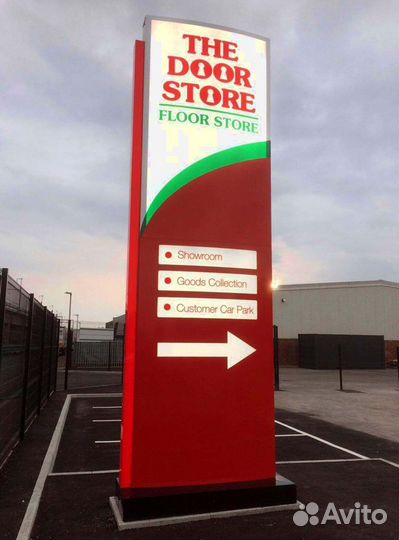 THE
DOOR
STORE
FLOOR STORE
Showroom
Goods Collection
Customer Car Park
Avito